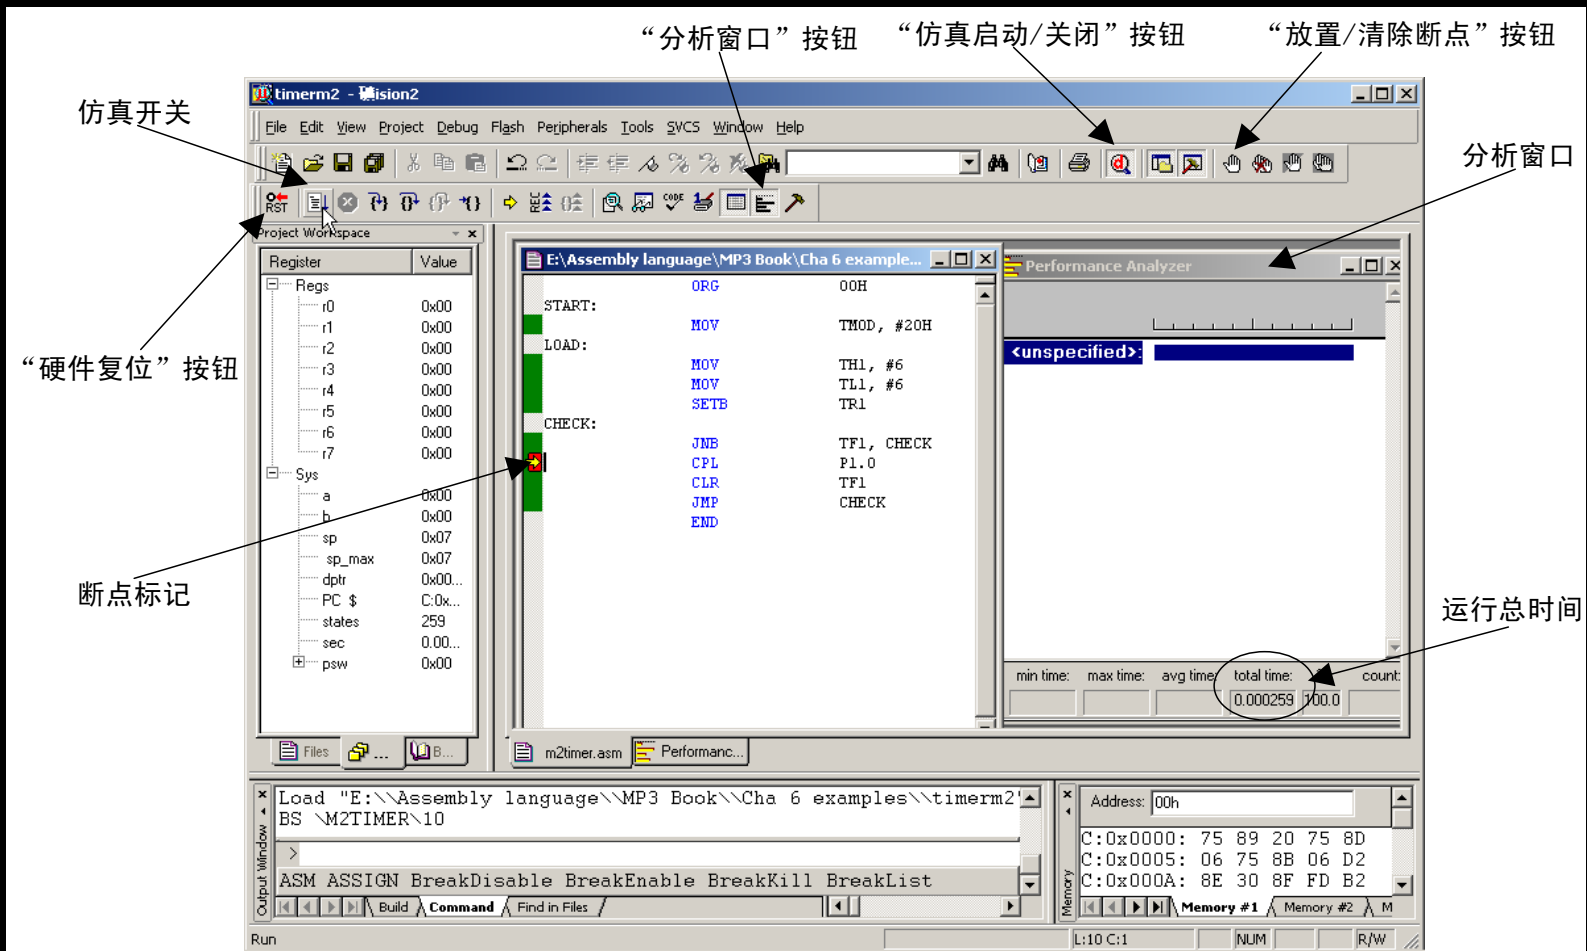 “分析窗口”按钮
“仿真启动/关闭”按钮
“放置/清除断点”按钮
仿真开关
分析窗口
“硬件复位”按钮
断点标记
运行总时间
timerm2 - ision2
File Edit View Project Debug Flash Peripherals Tools SVCS Window Help
RST
CODE
Project Workspace
Register Value
Regs
r0 0x00
r1 0x00
r2 0x00
r3 0x00
r4 0x00
r5 0x00
r6 0x00
r7 0x00
Sys
a 0x00
b 0x00
sp 0x07
sp_max 0x07
dptr 0x00...
PC $ C:0x...
states 259
sec 0.00...
psw 0x00
Files ... B...
E:\Assembly language\MP3 Book\Cha 6 example...
ORG 00H
START:
MOV TMOD, #20H
LOAD:
MOV TH1, #6
MOV TL1, #6
SETB TR1
CHECK:
JNB TF1, CHECK
CPL P1.0
CLR TF1
JMP CHECK
END
Performance Analyzer
<unspecified>:
min time: max time: avg time: total time: count:
0.000259 100.0
m2timer.asm Performanc...
Output Window
Load "E:\\Assembly language\\MP3 Book\\Cha 6 examples\\timerm2"
BS \M2TIMER\10
>
ASM ASSIGN BreakDisable BreakEnable BreakKill BreakList
Build Command Find in Files
Memory
Address: 00h
C:0x0000: 75 89 20 75 8D
C:0x0005: 06 75 8B 06 D2
C:0x000A: 8E 30 8F FD B2
Memory #1 Memory #2 M
Run L:10 C:1 NUM R/W